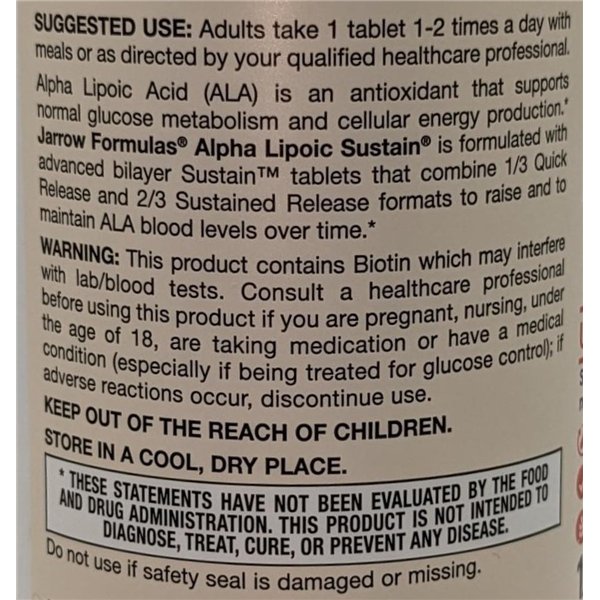 SUGGESTED USE: Adults take 1 tablet 1-2 times a day with
meals or as directed by your qualified healthcare professional.
Alpha Lipoic Acid (ALA) is an antioxidant that supports
normal glucose metabolism and cellular energy production.*
Jarrow Formulas® Alpha Lipoic Sustain® is formulated with
advanced bilayer Sustain™ tablets that combine 1/3 Quick
Release and 2/3 Sustained Release formats to raise and to
maintain ALA blood levels over time.*
WARNING: This product contains Biotin which may interfere
with lab/blood tests. Consult a healthcare professional
before using this product if you are pregnant, nursing, under
the age of 18, are taking medication or have a medical
condition (especially if being treated for glucose control); if
adverse reactions occur, discontinue use.
KEEP OUT OF THE REACH OF CHILDREN.
STORE IN A COOL, DRY PLACE.
* THESE STATEMENTS HAVE NOT BEEN EVALUATED BY THE FOOD
AND DRUG ADMINISTRATION. THIS PRODUCT IS NOT INTENDED TO
DIAGNOSE, TREAT, CURE, OR PREVENT ANY DISEASE.
Do not use if safety seal is damaged or missing.